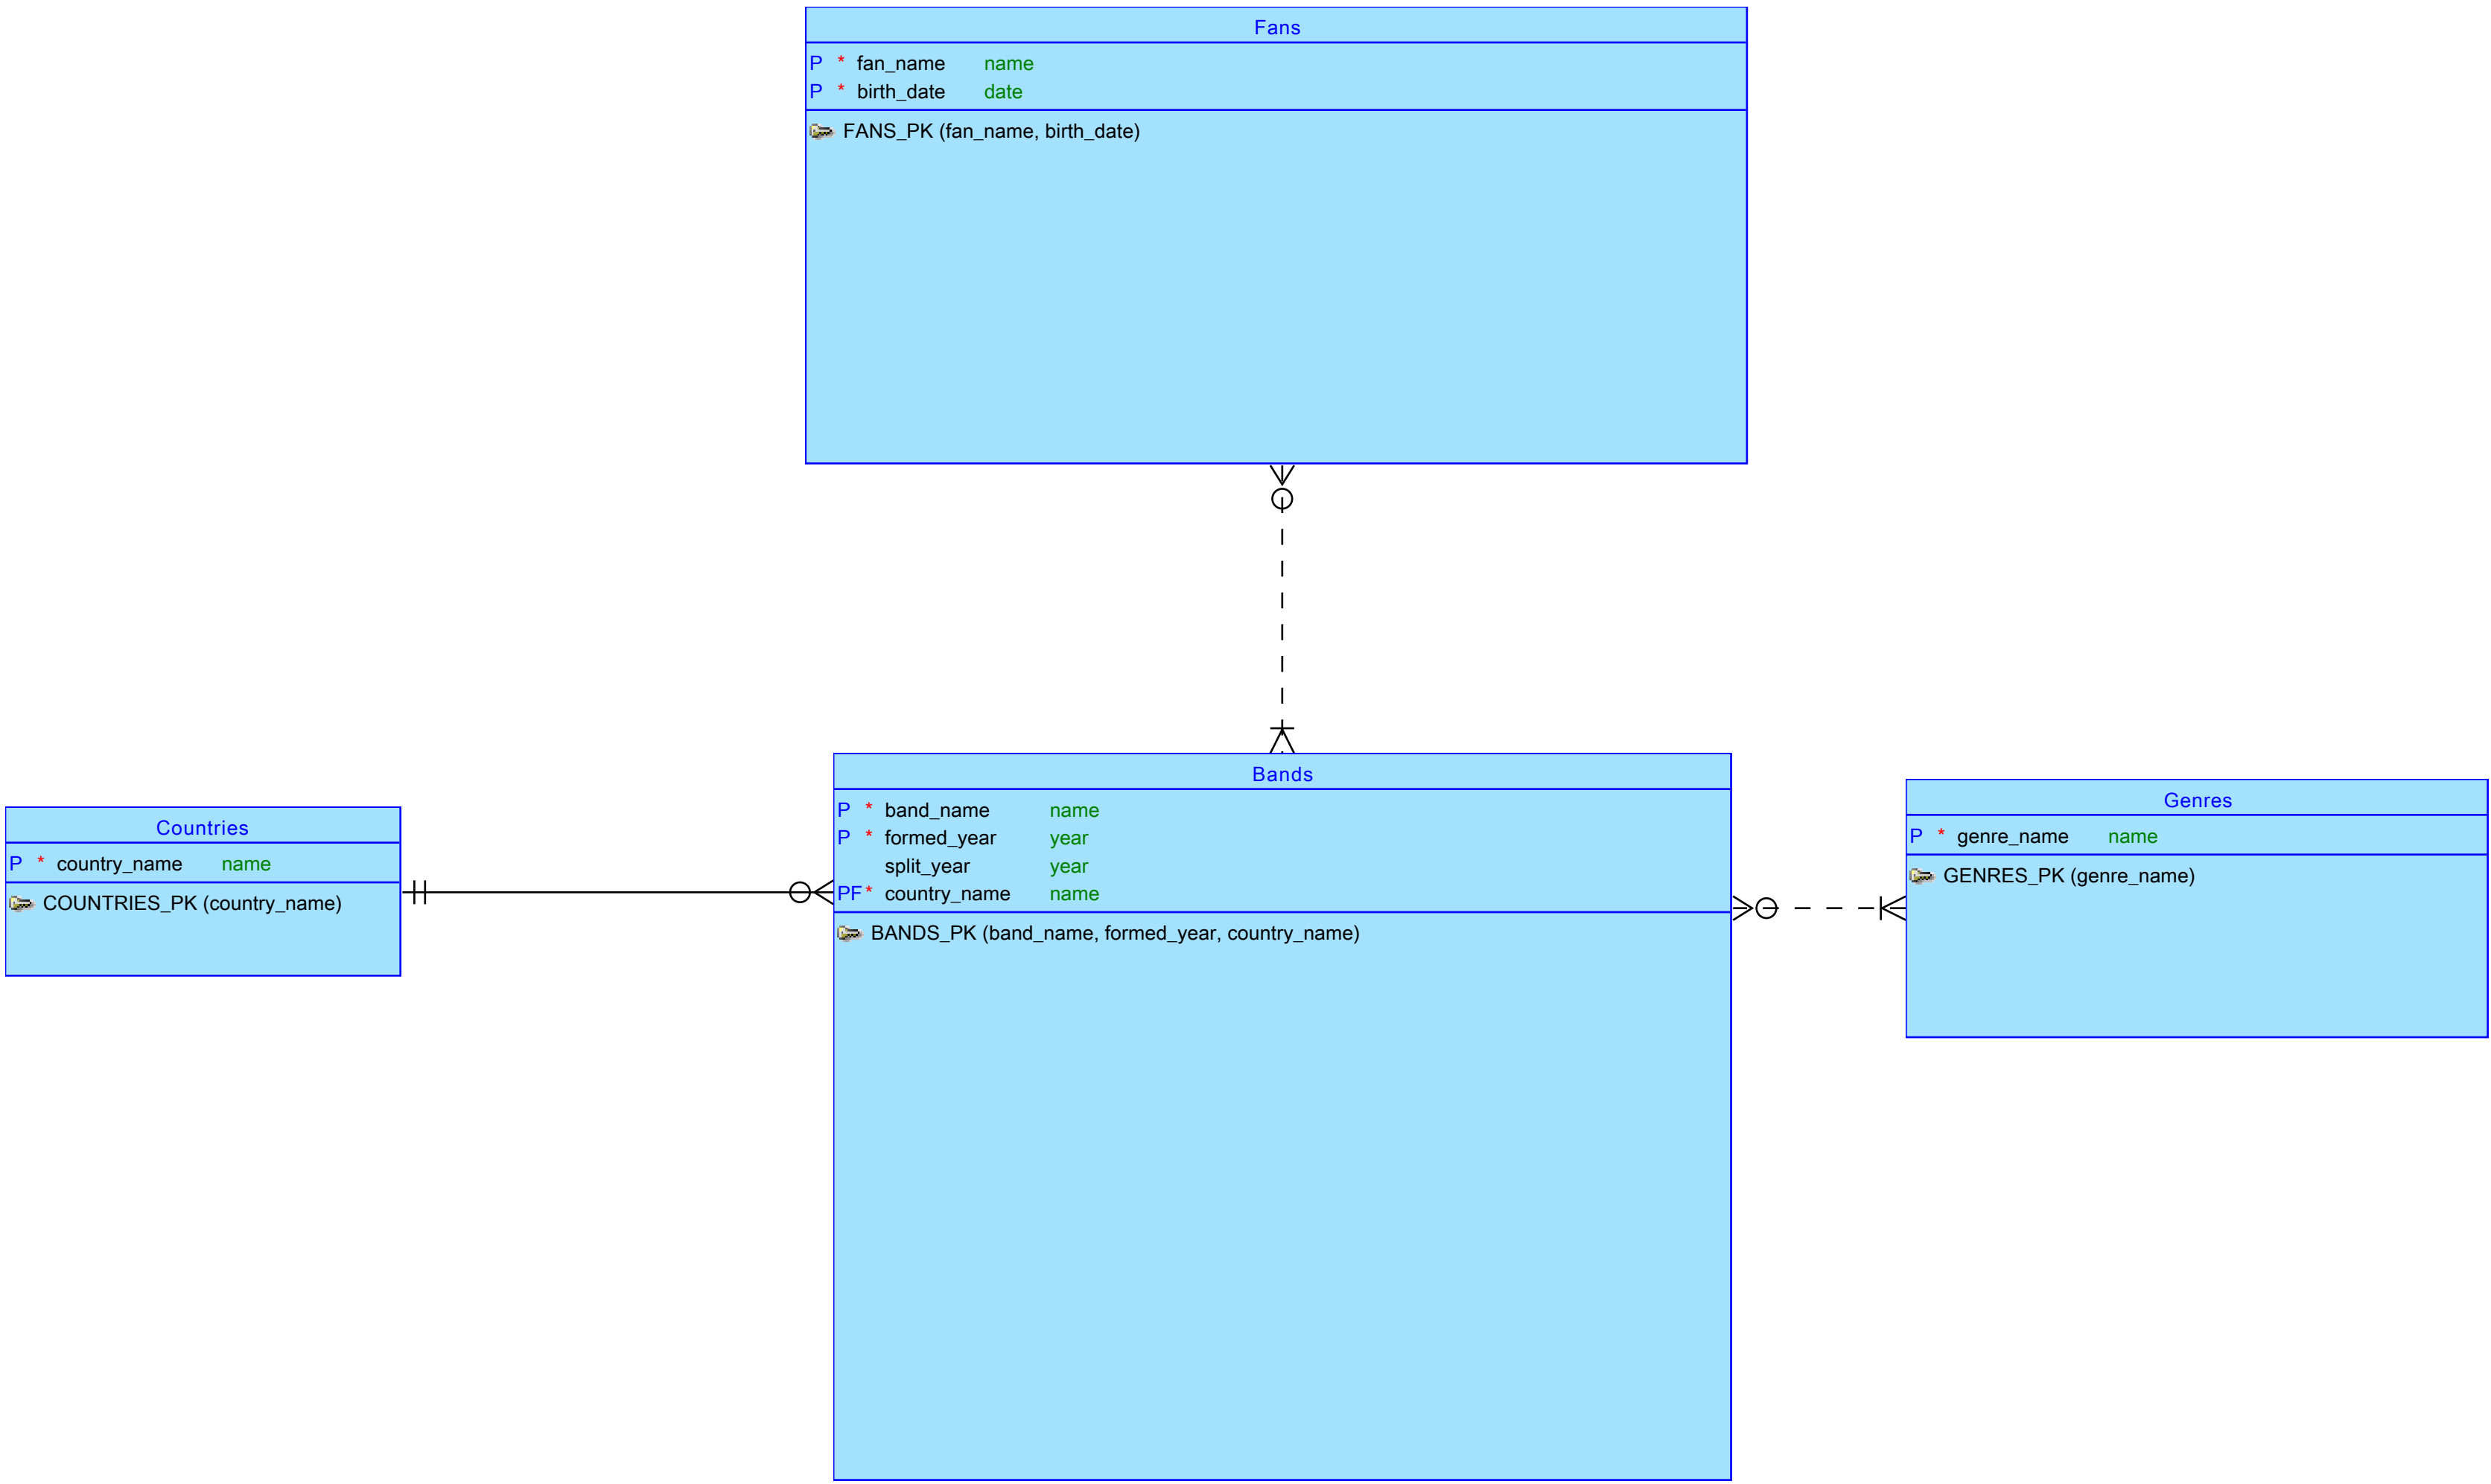 Fans
P * fan_name name
P * birth_date date
FANS_PK (fan_name, birth_date)
Countries
P * country_name name
COUNTRIES_PK (country_name)
Bands
P * band_name name
P * formed_year year
split_year year
PF* country_name name
BANDS_PK (band_name, formed_year, country_name)
Genres
P * genre_name name
GENRES_PK (genre_name)